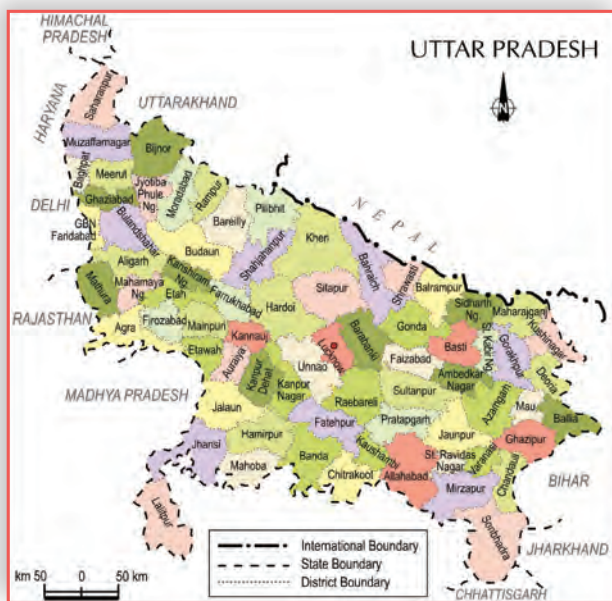 HIMACHAL
PRADESH
UTTAR PRADESH
HARYANA
Saharanpur
UTTARAKHAND
Muzaffarnagar
Bijnor
Baghpat
Meerut
Jyotiba
Phule
Ng.
Moradabad
Rampur
DELHI
Ghaziabad
GBN
Faridabad
Bulandshahar
Bareilly
Pilibhit
NEPAL
Budaun
Shahjahanpur
Kheri
Aligarh
Kanshiram
Ng.
Mathura
Mahamaya
Ng.
Etah
Farrukhabad
Hardoi
Sitapur
Bahraich
Shrawasti
Balrampur
Sidharth
Ng.
Maharajganj
Kushinagar
RAJASTHAN
Agra
Firozabad
Mainpuri
Kannauj
Lucknow
Barabanki
Gonda
Basti
St. Kabir Ng.
Gorakhpur
Deoria
Etawah
Auraiya
Kanpur
Dehat
Kanpur
Nagar
Unnao
Faizabad
Ambedkar
Nagar
Azamgarh
Mau
Ballia
MADHYA PRADESH
Jalaun
Raebareli
Sultanpur
Pratapgarh
Jaunpur
Ghazipur
Jhansi
Hamirpur
Fatehpur
Kaushambi
St. Ravidas
Nagar
Varanasi
Chandauli
Mahoba
Banda
Chitrakoot
Allahabad
Mirzapur
BIHAR
Lalitpur
Sonbhadra
JHARKHAND
International Boundary
State Boundary
District Boundary
km 50 0 50 km
CHHATTISGARH